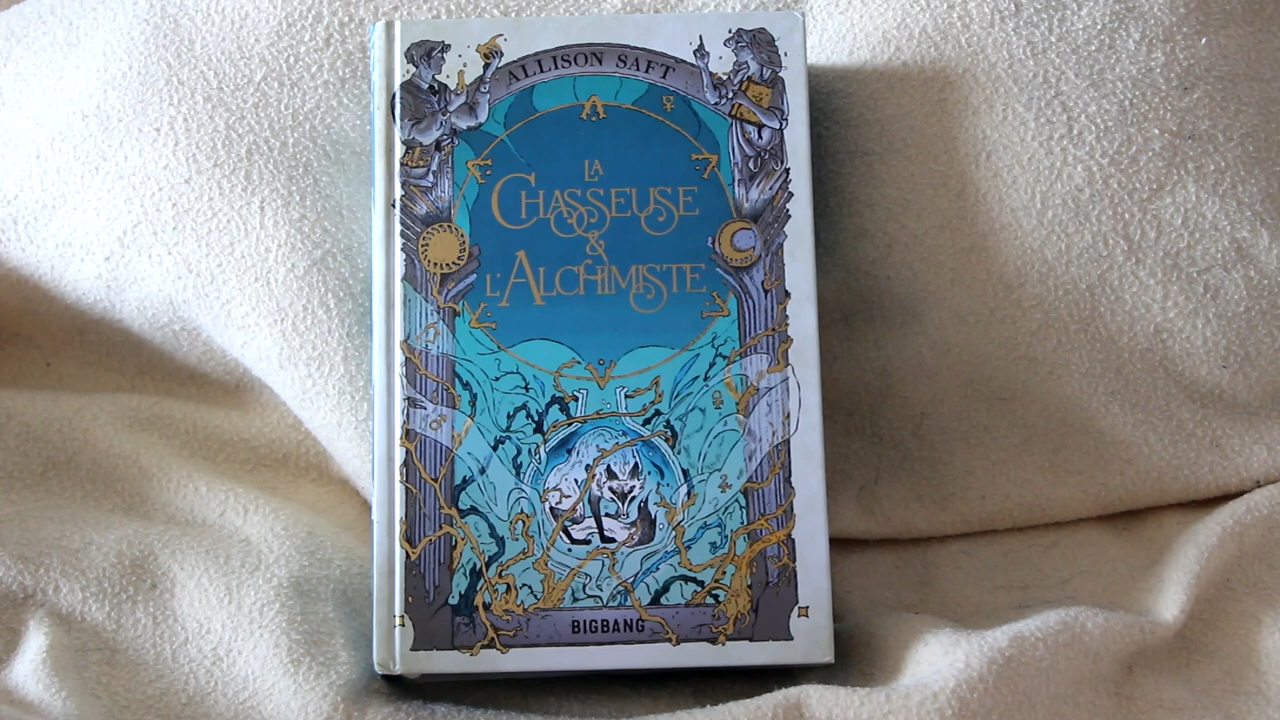 ALLISON SAFT
LA
CHASSEUSE
&
L'ALCHIMISTE
BIGBANG